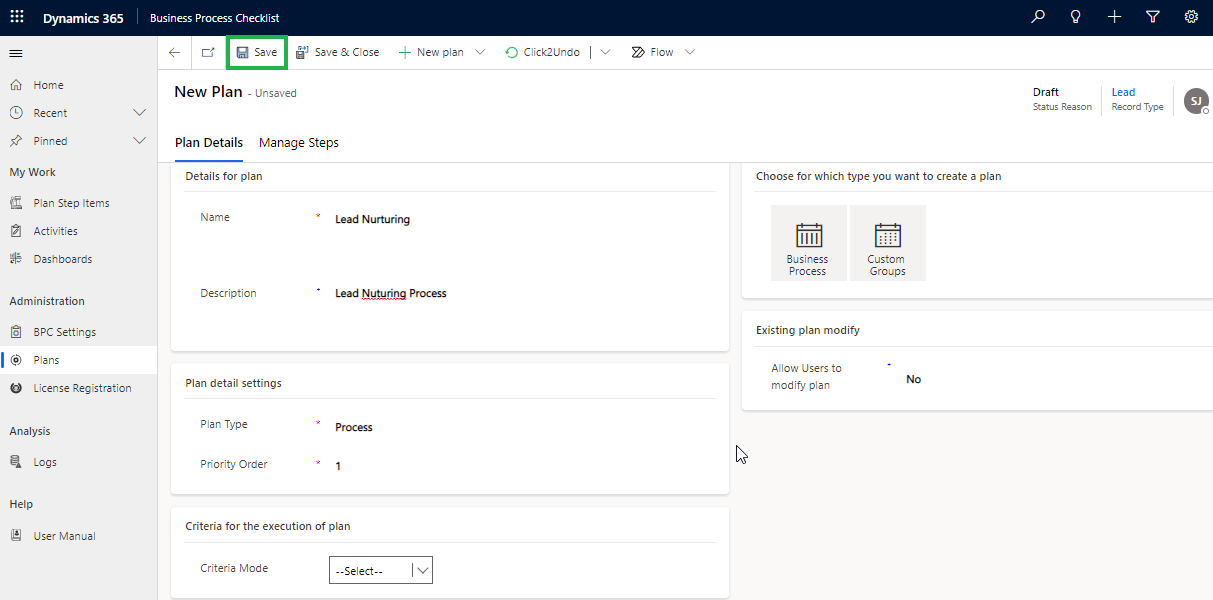 Dynamics 365
Business Process Checklist
Save
Save & Close
New plan
Click2Undo
Flow
Home
Recent
Pinned
My Work
Plan Step Items
Activities
Dashboards
Administration
BPC Settings
Plans
License Registration
Analysis
Logs
Help
User Manual
New Plan - Unsaved
Draft
Status Reason
Lead
Record Type
SJ
Plan Details
Manage Steps
Details for plan
Name * Lead Nurturing
Description Lead Nuturing Process
Plan detail settings
Plan Type * Process
Priority Order * 1
Criteria for the execution of plan
Criteria Mode --Select--
Choose for which type you want to create a plan
Business
Process
Custom
Groups
Existing plan modify
Allow Users to
modify plan
No